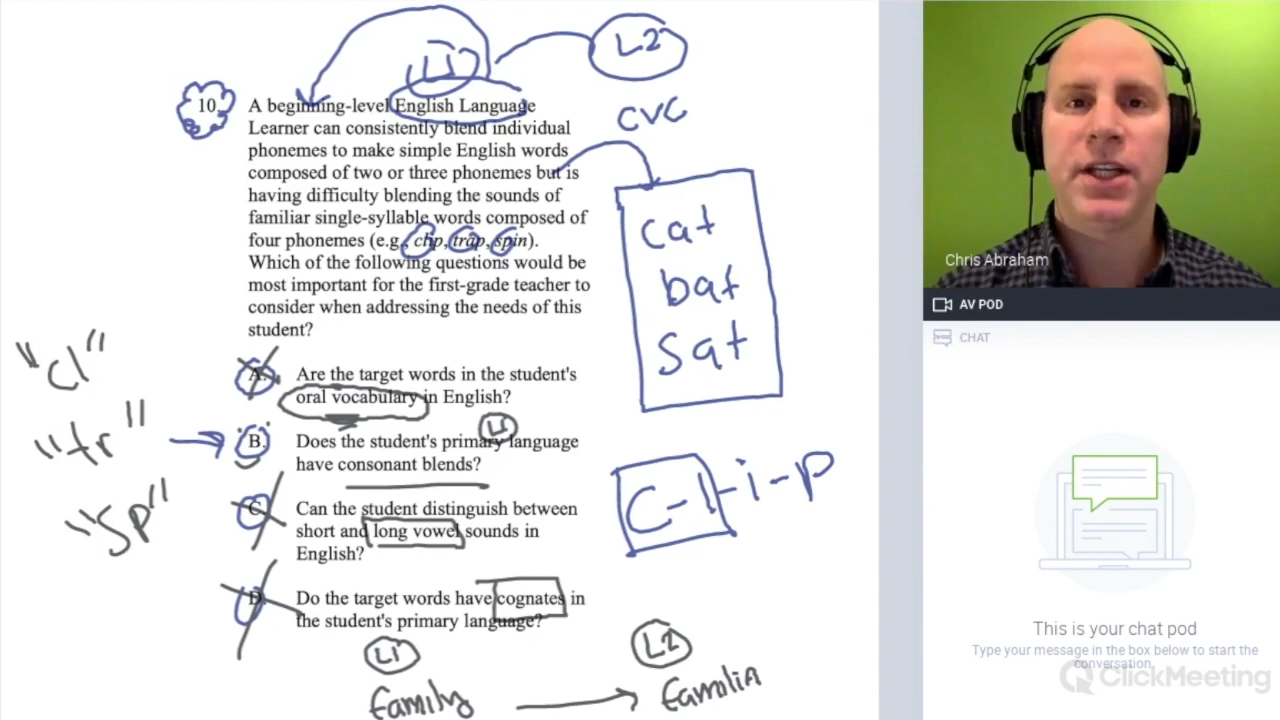 L1
L2
CVC
10. A beginning-level English Language
Learner can consistently blend individual
phonemes to make simple English words
composed of two or three phonemes but is
having difficulty blending the sounds of
familiar single-syllable words composed of
four phonemes (e.g., clip, trap, spin).
Which of the following questions would be
most important for the first-grade teacher to
consider when addressing the needs of this
student?
cat
bat
sat
"cl"
"tr"
"sp"
A. Are the target words in the student's
oral vocabulary in English?
L1
B. Does the student's primary language
have consonant blends?
C. Can the student distinguish between
short and long vowel sounds in
English?
D. Do the target words have cognates in
the student's primary language?
C-l-i-p
L1
L2
family
familia
Chris Abraham
AV POD
CHAT
This is your chat pod
Type your message in the box below to start the
conversation.
ClickMeeting